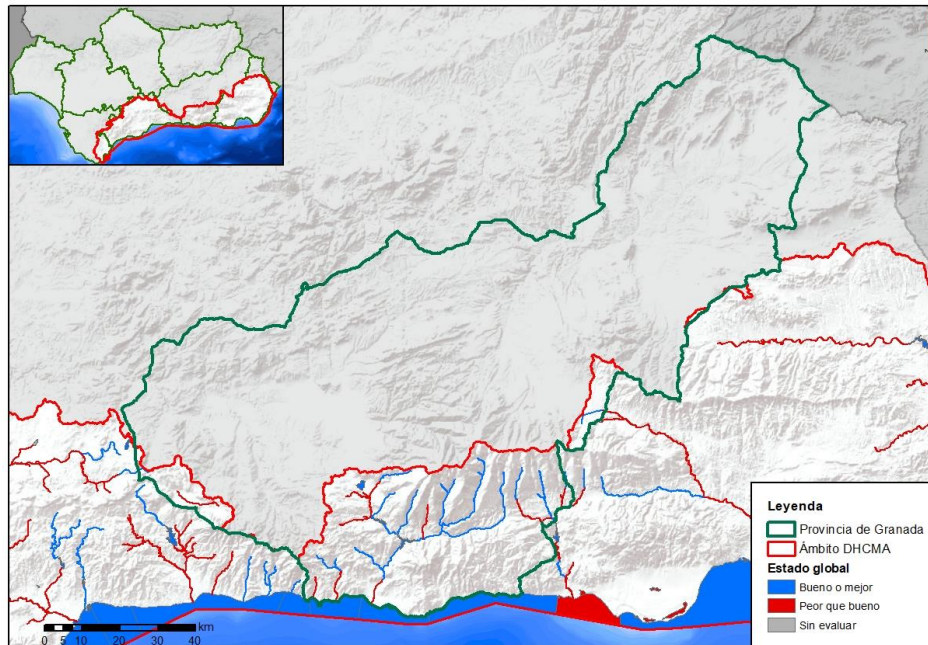 Leyenda
Provincia de Granada
Ámbito DHCMA
Estado global
Bueno o mejor
Peor que bueno
Sin evaluar
km
0 5 10 20 30 40